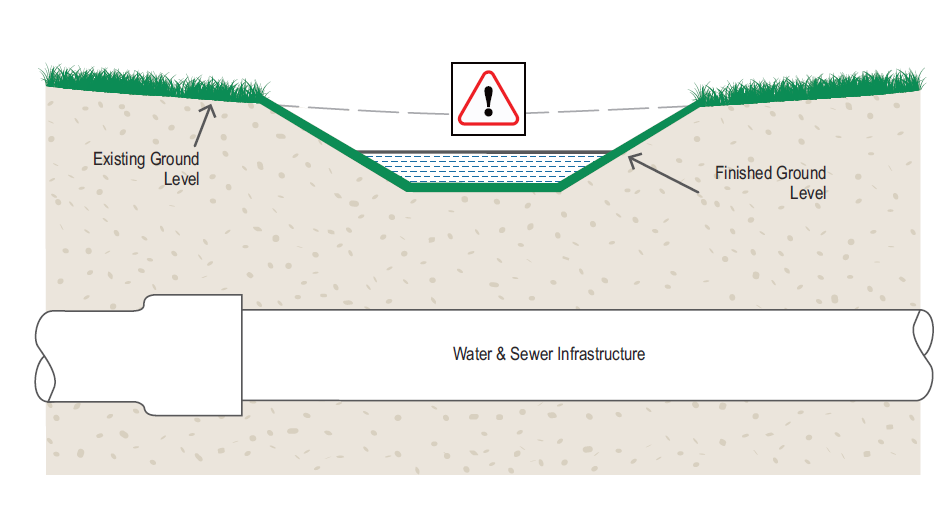 Existing Ground
Level
Finished Ground
Level
Water & Sewer Infrastructure